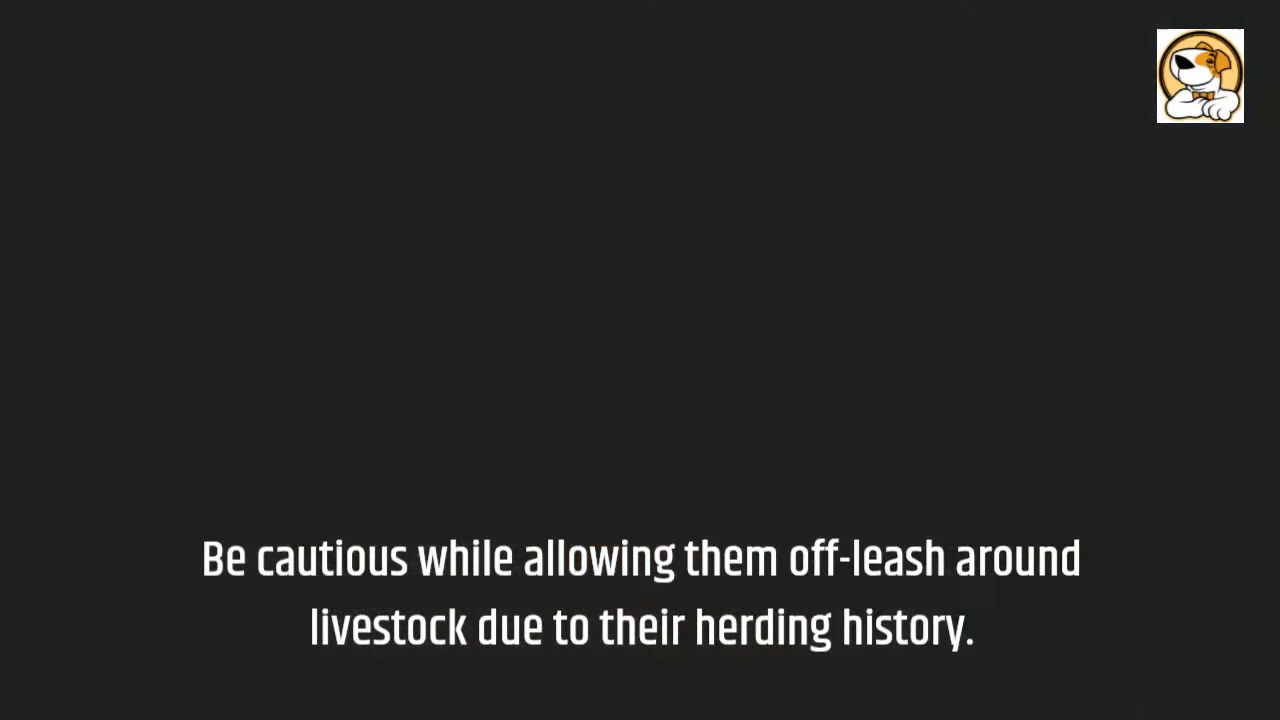 Be cautious while allowing them off-leash around
livestock due to their herding history.